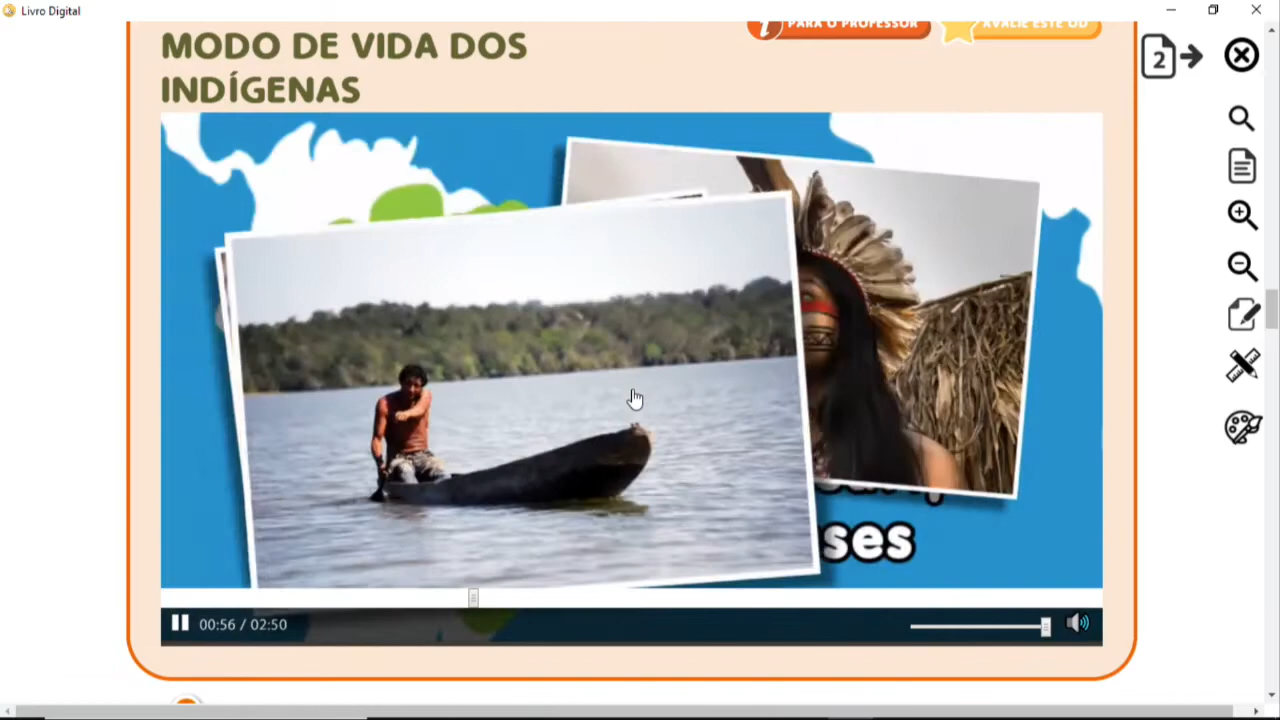 Livro Digital
PARA O PROFESSOR
AVALIE ESTE OD
MODO DE VIDA DOS
INDÍGENAS
2
ses
00:56 / 02:50